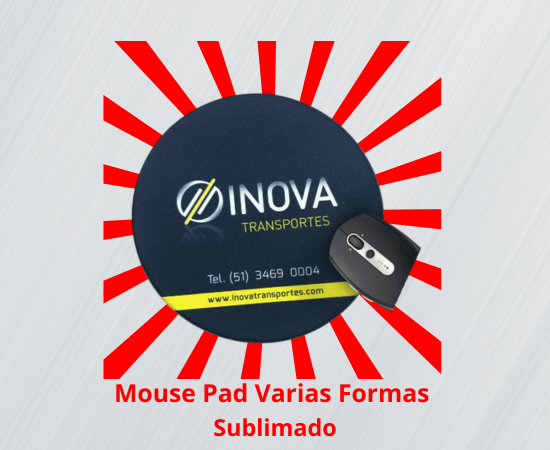 INOVA
TRANSPORTES
Tel. (51) 3469 0004
www.inovatransportes.com
Mouse Pad Varias Formas
Sublimado